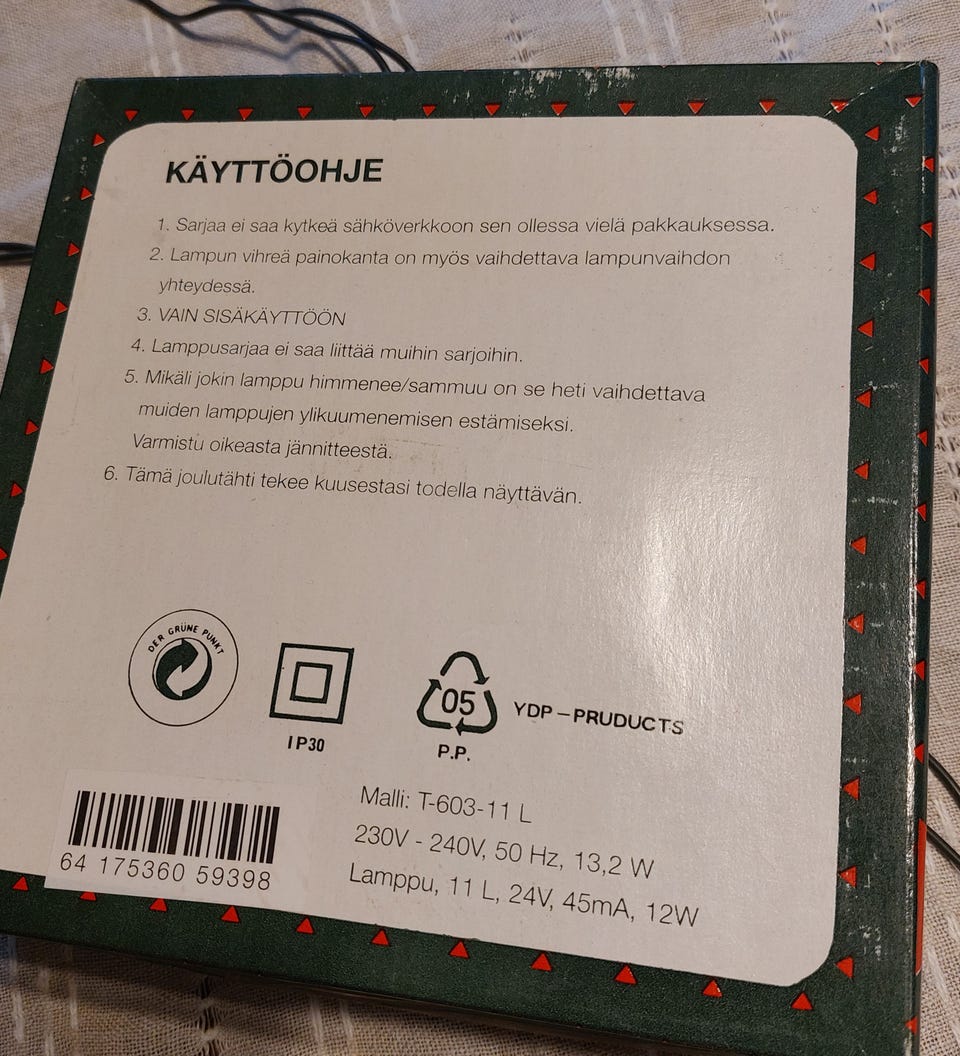 KÄYTTÖOHJE
1. Sarjaa ei saa kytkeä sähköverkkoon sen ollessa vielä pakkauksessa.
2. Lampun vihreä painokanta on myös vaihdettava lampunvaihdon
yhteydessä.
3. VAIN SISÄKÄYTTÖÖN
4. Lamppusarjaa ei saa liittää muihin sarjoihin.
5. Mikäli jokin lamppu himmenee/sammuu on se heti vaihdettava
muiden lamppujen ylikuumenemisen estämiseksi.
Varmistu oikeasta jännitteestä.
6. Tämä joulutähti tekee kuusestasi todella näyttävän.
DER GRÜNE PUNKT
IP30
05
P.P.
YDP-PRUDUCTS
64 175360 59398
Malli: T-603-11 L
230V - 240V, 50 Hz, 13,2 W
Lamppu, 11 L, 24V, 45mA, 12W